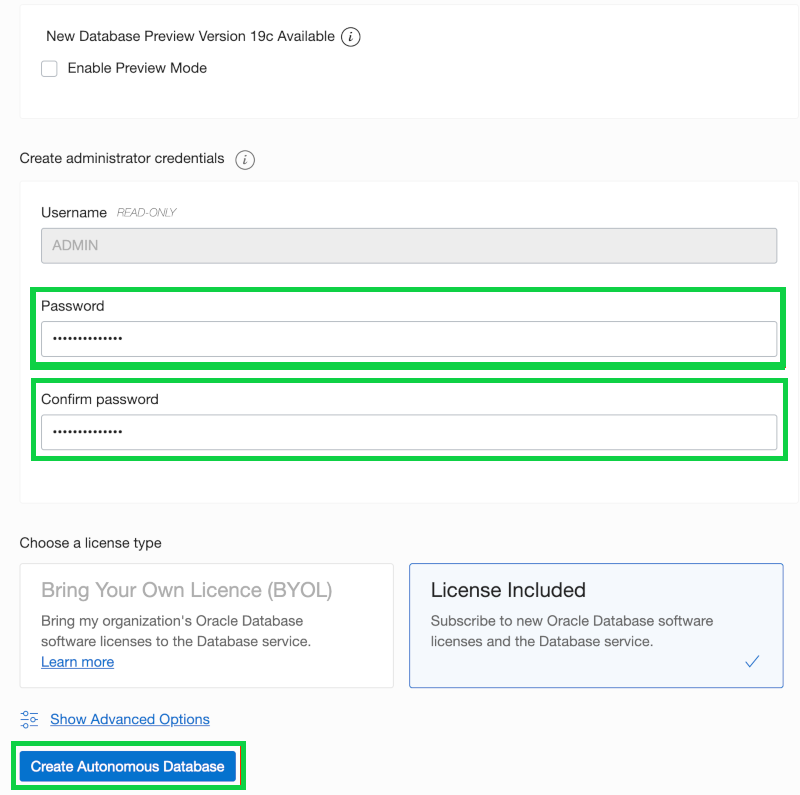 New Database Preview Version 19c Available i
Enable Preview Mode
Create administrator credentials i
Username READ-ONLY
ADMIN
Password
••••••••••••••
Confirm password
••••••••••••••
Choose a license type
Bring Your Own Licence (BYOL)
Bring my organization's Oracle Database
software licenses to the Database service.
Learn more
License Included
Subscribe to new Oracle Database software
licenses and the Database service.
Show Advanced Options
Create Autonomous Database